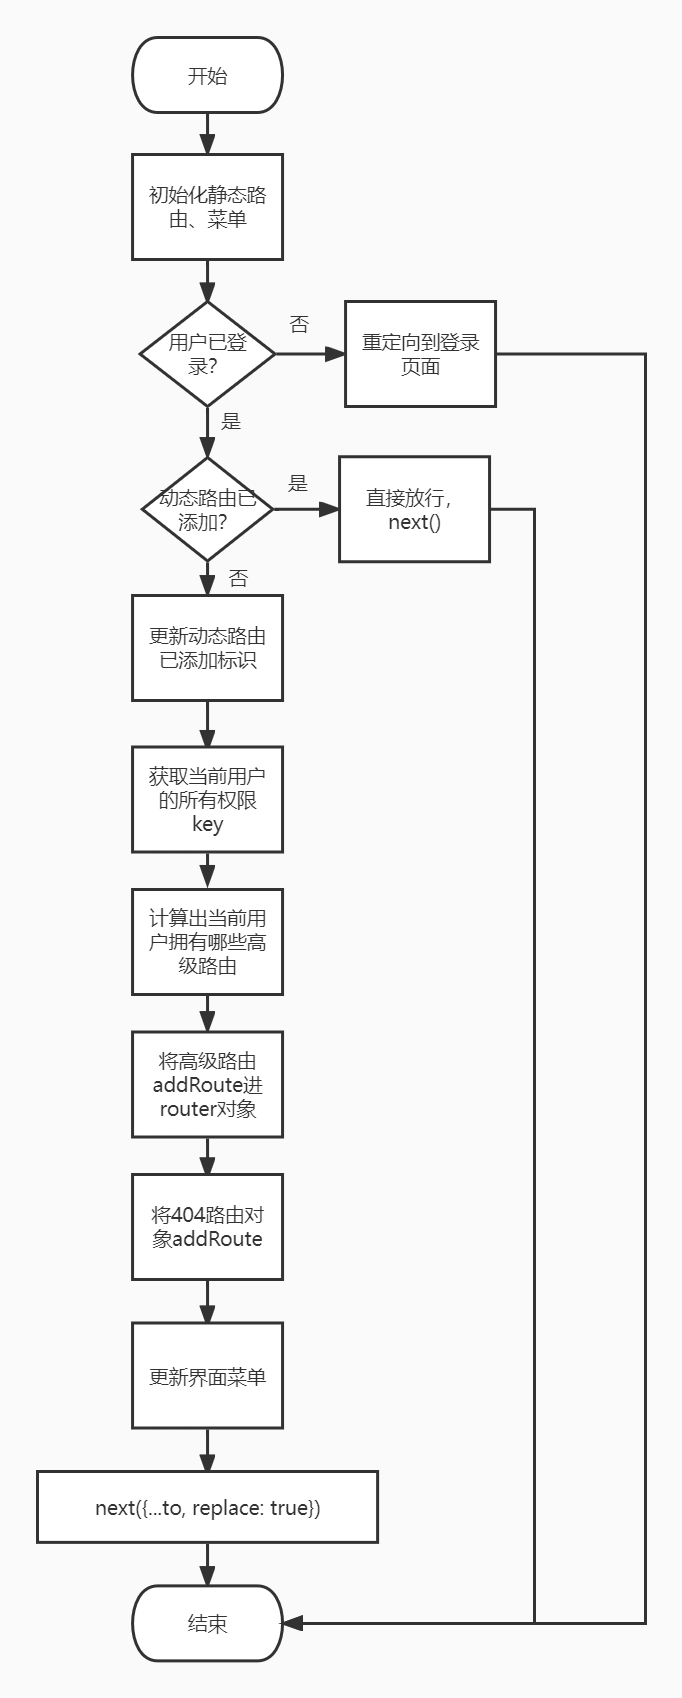 开始
初始化静态路
由、菜单
用户已登
录？
否
重定向到登录
页面
是
动态路由已
添加？
是
直接放行，
next()
否
更新动态路由
已添加标识
获取当前用户
的所有权限
key
计算出当前用
户拥有哪些高
级路由
将高级路由
addRoute进
router对象
将404路由对
象addRoute
更新界面菜单
next({...to, replace: true})
结束